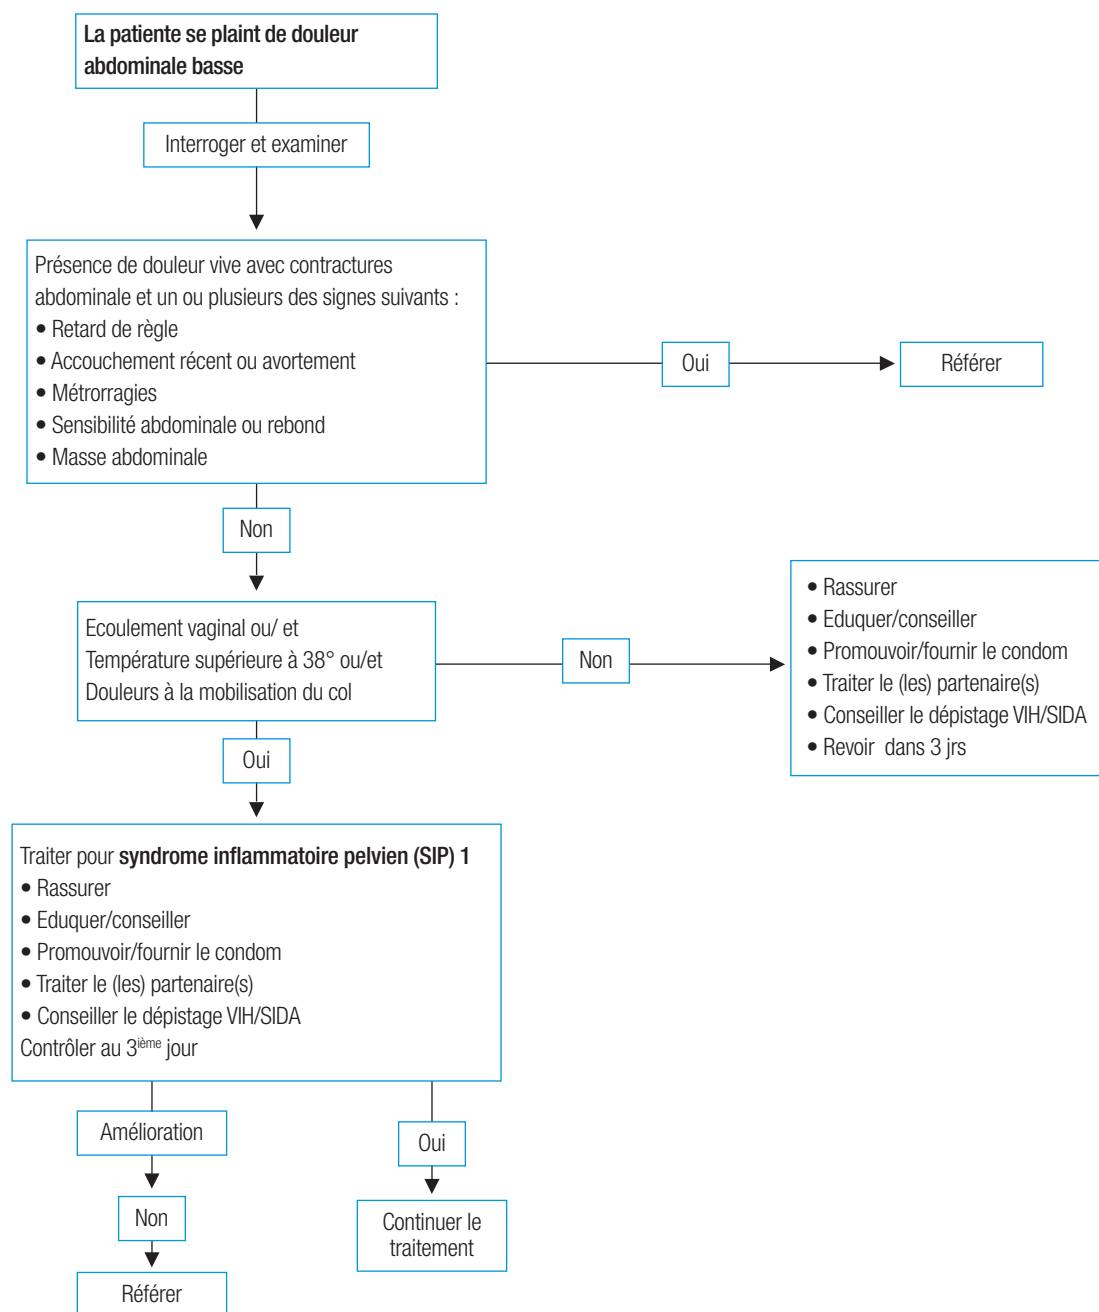 La patiente se plaint de douleur
abdominale basse
Interroger et examiner
Présence de douleur vive avec contractures
abdominale et un ou plusieurs des signes suivants :
• Retard de règle
• Accouchement récent ou avortement
• Métrorragies
• Sensibilité abdominale ou rebond
• Masse abdominale
Oui
Référer
Non
Ecoulement vaginal ou/ et
Température supérieure à 38° ou/et
Douleurs à la mobilisation du col
Non
• Rassurer
• Eduquer/conseiller
• Promouvoir/fournir le condom
• Traiter le (les) partenaire(s)
• Conseiller le dépistage VIH/SIDA
• Revoir dans 3 jrs
Oui
Traiter pour syndrome inflammatoire pelvien (SIP) 1
• Rassurer
• Eduquer/conseiller
• Promouvoir/fournir le condom
• Traiter le (les) partenaire(s)
• Conseiller le dépistage VIH/SIDA
Contrôler au 3ième jour
Amélioration
Oui
Non
Continuer le
traitement
Référer